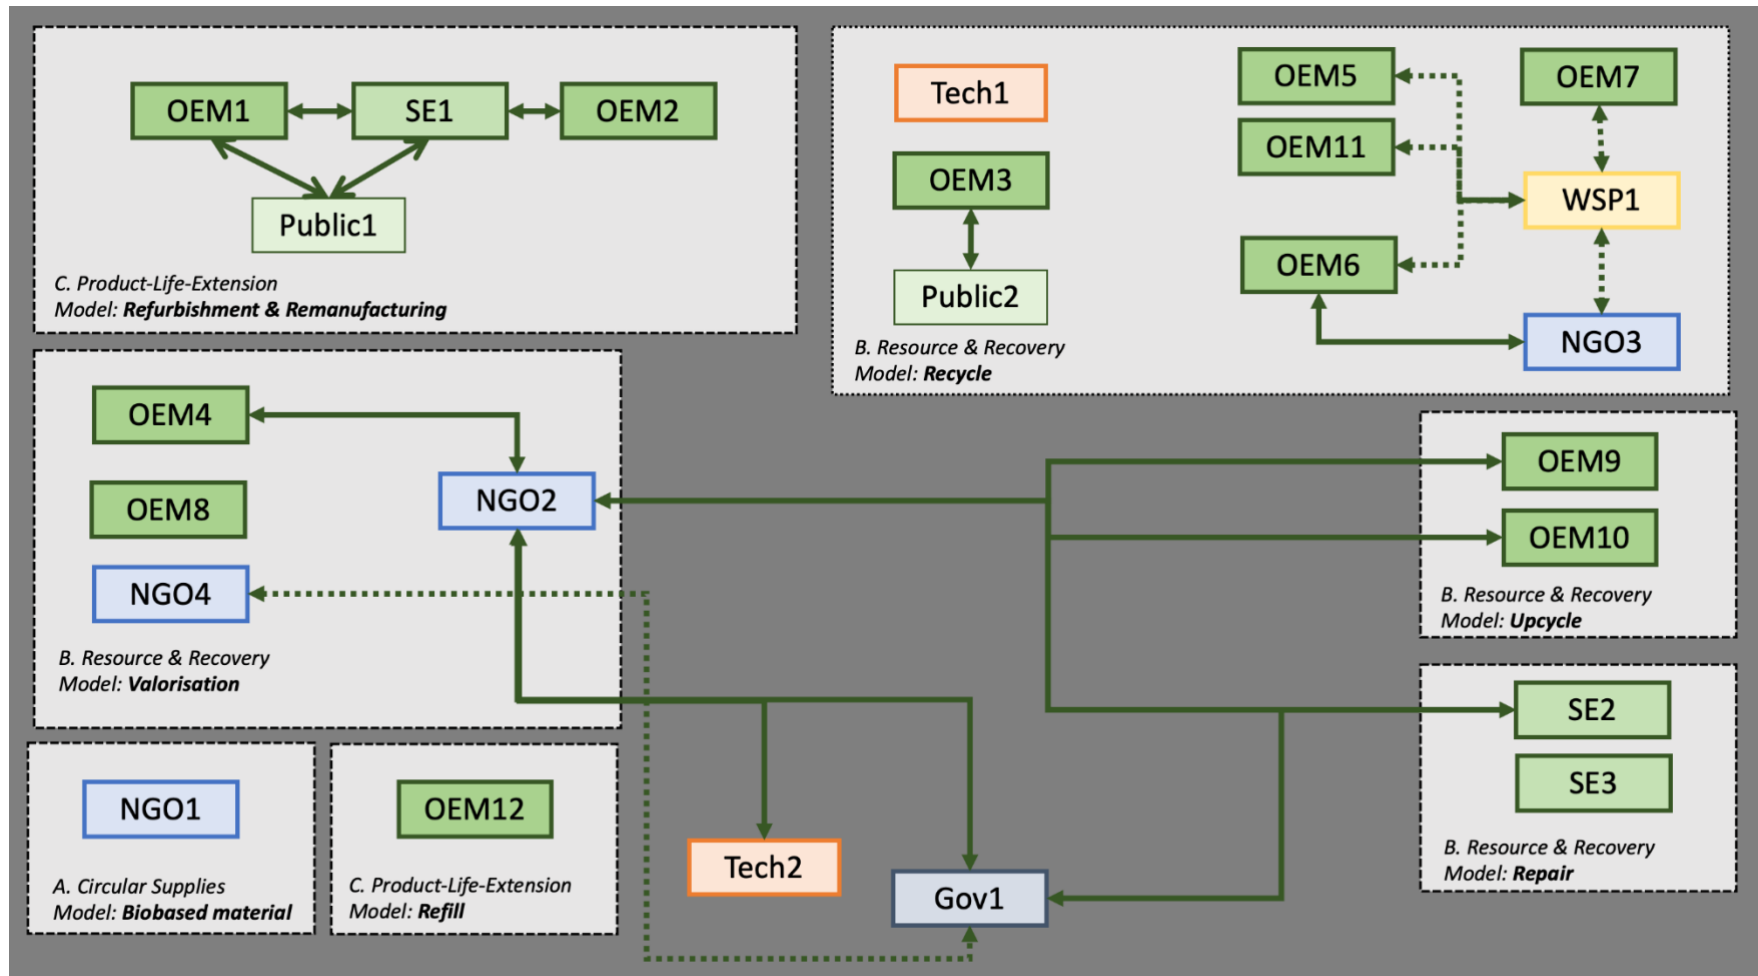 OEM1
SE1
OEM2
Public1
C. Product-Life-Extension
Model: Refurbishment & Remanufacturing
Tech1
OEM3
Public2
OEM5
OEM11
OEM6
OEM7
WSP1
NGO3
B. Resource & Recovery
Model: Recycle
OEM4
OEM8
NGO4
NGO2
B. Resource & Recovery
Model: Valorisation
OEM9
OEM10
B. Resource & Recovery
Model: Upcycle
SE2
SE3
B. Resource & Recovery
Model: Repair
NGO1
A. Circular Supplies
Model: Biobased material
OEM12
C. Product-Life-Extension
Model: Refill
Tech2
Gov1